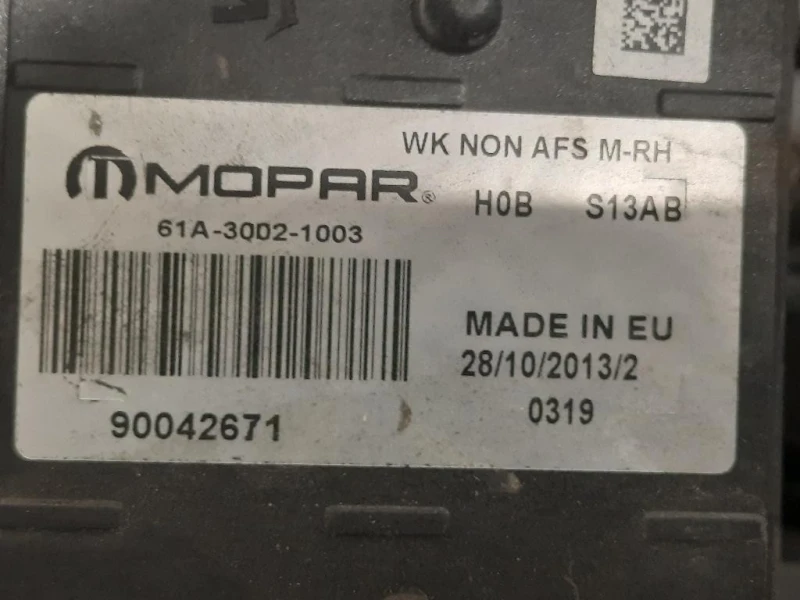 MOPAR®
61A-3002-1003
90042671
WK NON AFS M-RH
H0B S13AB
MADE IN EU
28/10/2013/2
0319